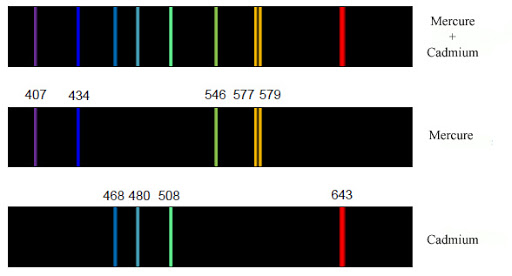 Mercure
+
Cadmium
407 434 546 577 579
Mercure
468 480 508 643
Cadmium